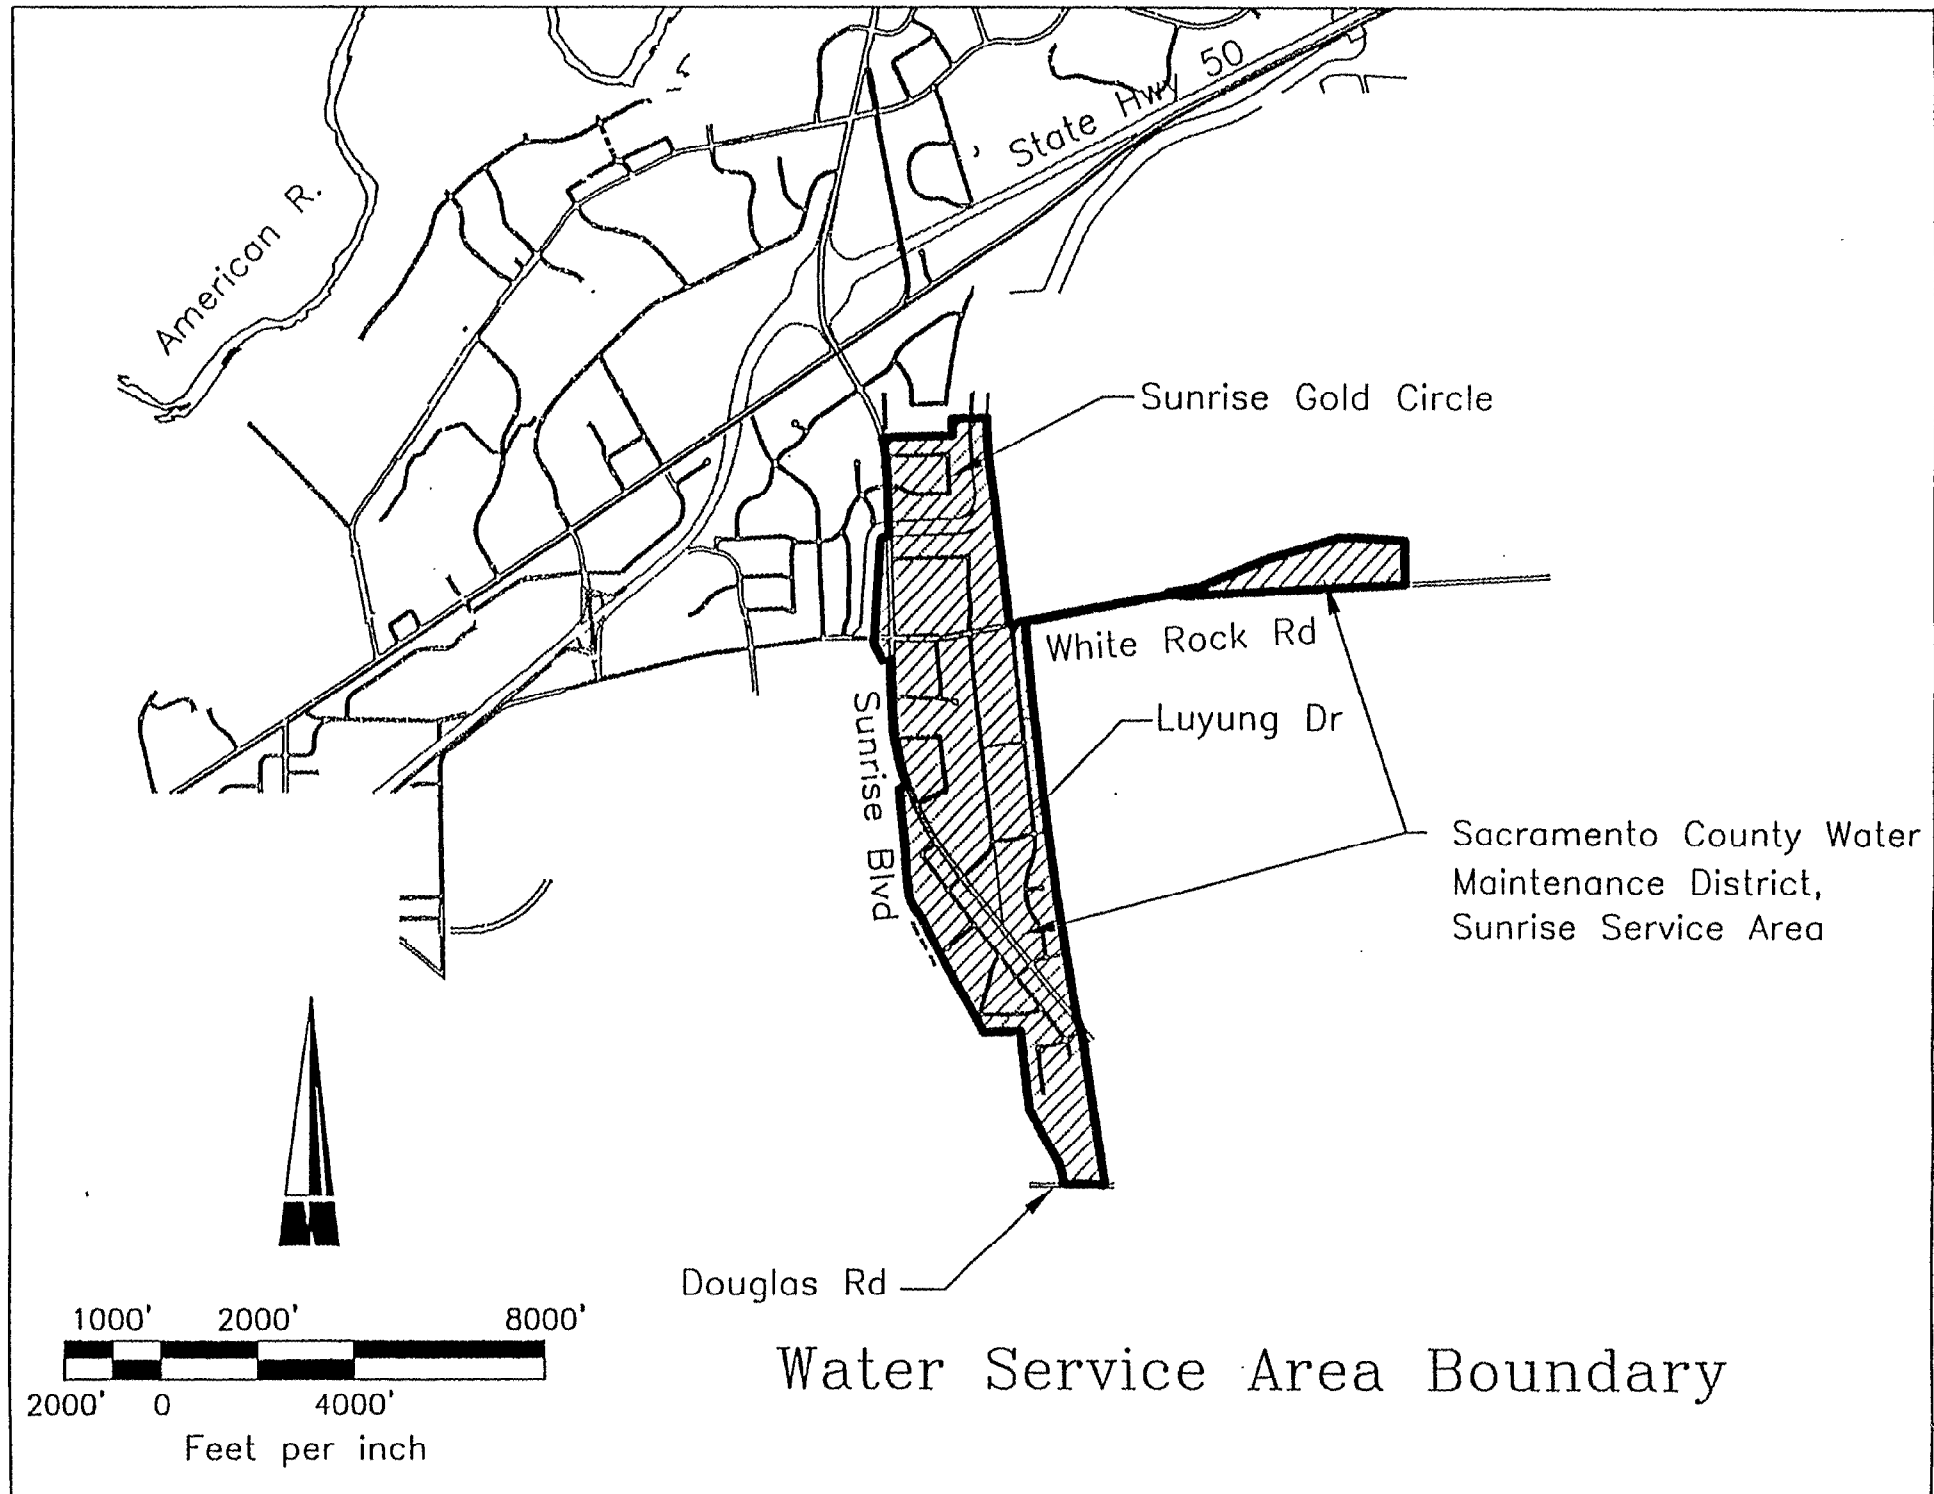 State Hwy 50
American R.
Sunrise Gold Circle
White Rock Rd
Luyung Dr
Sunrise Blvd
Sacramento County Water
Maintenance District,
Sunrise Service Area
Douglas Rd
1000' 2000' 8000'
2000' 0 4000'
Feet per inch
Water Service Area Boundary